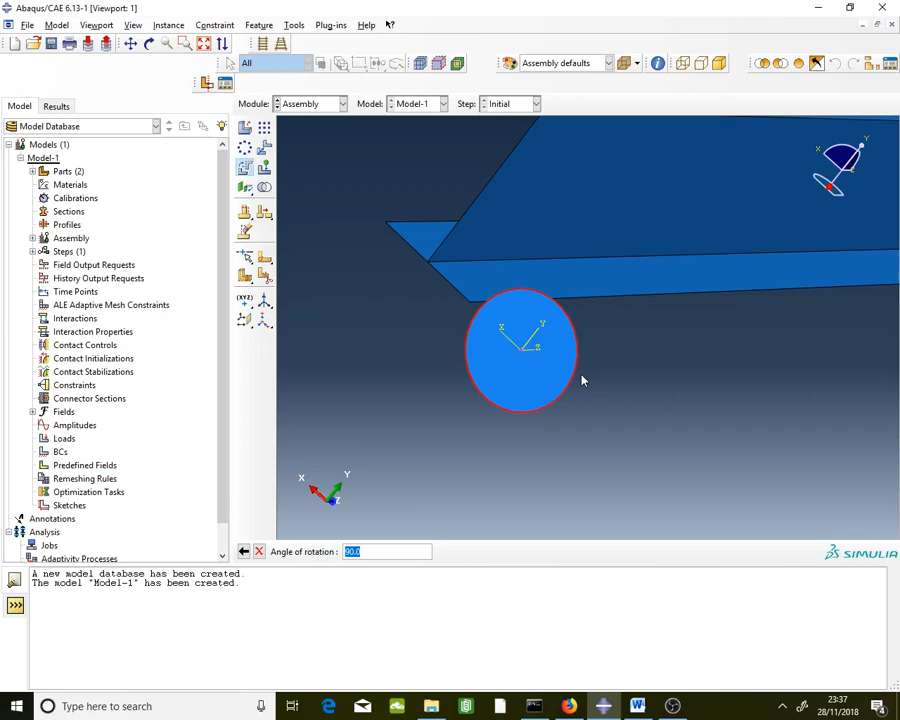 Abaqus/CAE 6.13-1 [Viewport: 1]
File Model Viewport View Instance Constraint Feature Tools Plug-ins Help
All Assembly defaults
Module: Assembly Model: Model-1 Step: Initial
Model Results
Model Database
Models (1)
Model-1
Parts (2)
Materials
Calibrations
Sections
Profiles
Assembly
Steps (1)
Field Output Requests
History Output Requests
Time Points
ALE Adaptive Mesh Constraints
Interactions
Interaction Properties
Contact Controls
Contact Initializations
Contact Stabilizations
Constraints
Connector Sections
Fields
Amplitudes
Loads
BCs
Predefined Fields
Remeshing Rules
Optimization Tasks
Sketches
Annotations
Analysis
Jobs
Adaptivity Processes
(XYZ)
X Y Z
X Y
X Y Z
Angle of rotation : 90.0
SIMULIA
A new model database has been created.
The model "Model-1" has been created.
>>>
Type here to search
23:37
28/11/2018
4